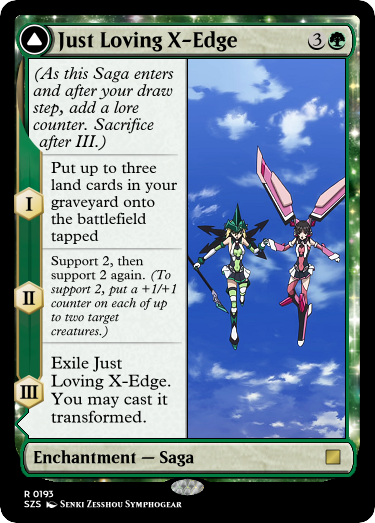 Just Loving X-Edge 3
(As this Saga enters
and after your draw
step, add a lore
counter. Sacrifice
after III.)
I
Put up to three
land cards in your
graveyard onto
the battlefield
tapped
II
Support 2, then
support 2 again. (To
support 2, put a +1/+1
counter on each of up
to two target
creatures.)
III
Exile Just
Loving X-Edge.
You may cast it
transformed.
Enchantment — Saga
R 0193
SZS Senki Zesshou Symphogear